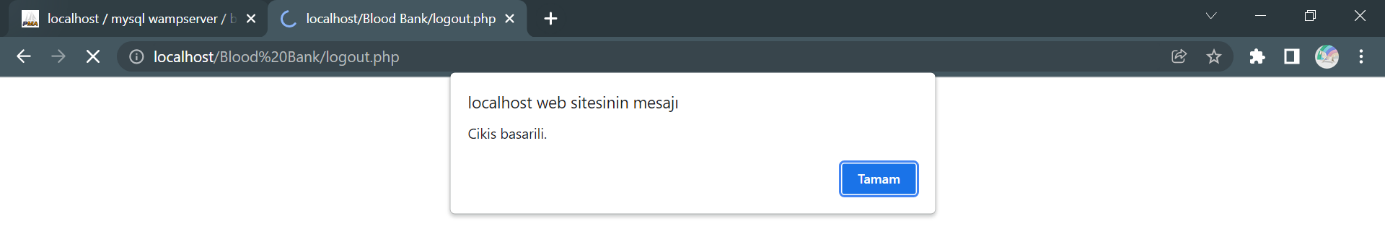 localhost / mysql wampserver / b
localhost/Blood Bank/logout.php
localhost/Blood%20Bank/logout.php
localhost web sitesinin mesajı
Cikis basarili.
Tamam